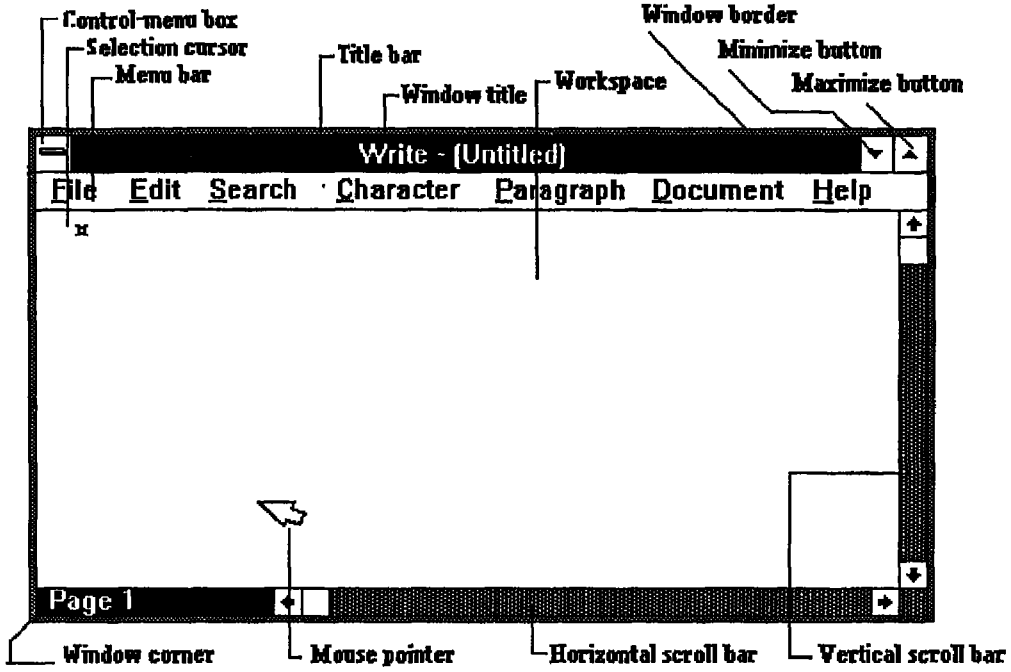 Control-menu box
Window border
Selection cursor
Title bar
Minimize button
Menu bar
Workspace
Maximize button
Window title
Write - (Untitled)
File Edit Search Character Paragraph Document Help
Page 1
Window corner
Mouse pointer
Horizontal scroll bar
Vertical scroll bar